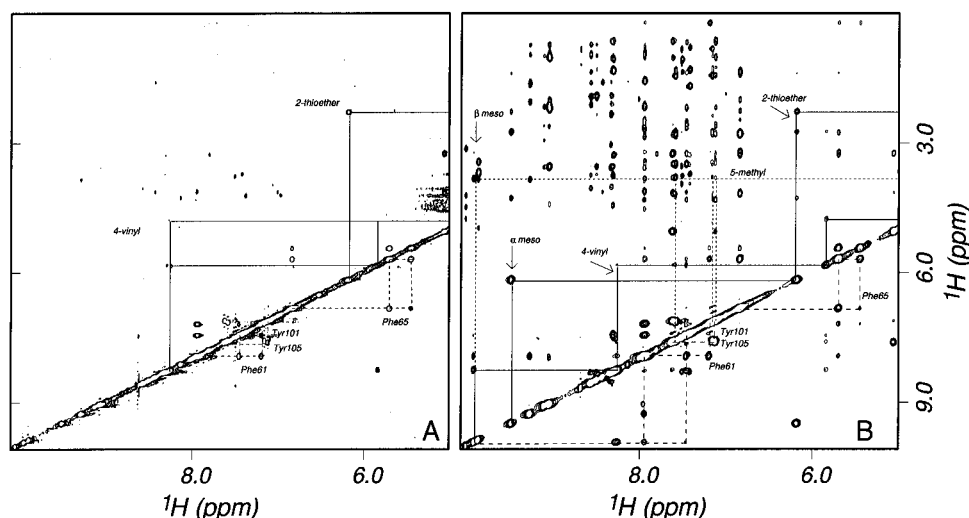 2-thioether
4-vinyl
Phe65
Tyr101
Tyr105
Phe61
A
8.0
6.0
¹H (ppm)
β meso
2-thioether
5-methyl
α meso
4-vinyl
Phe65
Tyr101
Tyr105
Phe61
B
3.0
6.0
9.0
¹H (ppm)
8.0
6.0
¹H (ppm)